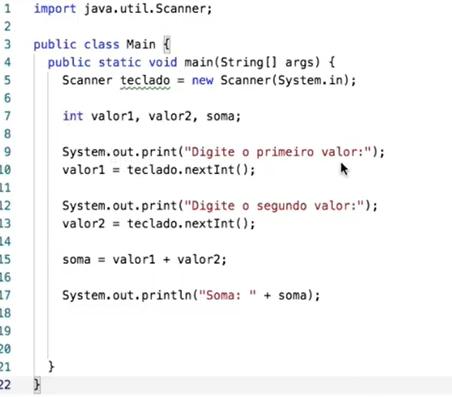 1 import java.util.Scanner;
2
3 public class Main {
4 public static void main(String[] args) {
5 Scanner teclado = new Scanner(System.in);
6
7 int valor1, valor2, soma;
8
9 System.out.print("Digite o primeiro valor:");
10 valor1 = teclado.nextInt();
11
12 System.out.print("Digite o segundo valor:");
13 valor2 = teclado.nextInt();
14
15 soma = valor1 + valor2;
16
17 System.out.println("Soma: " + soma);
18
19
20
21 }
22 }